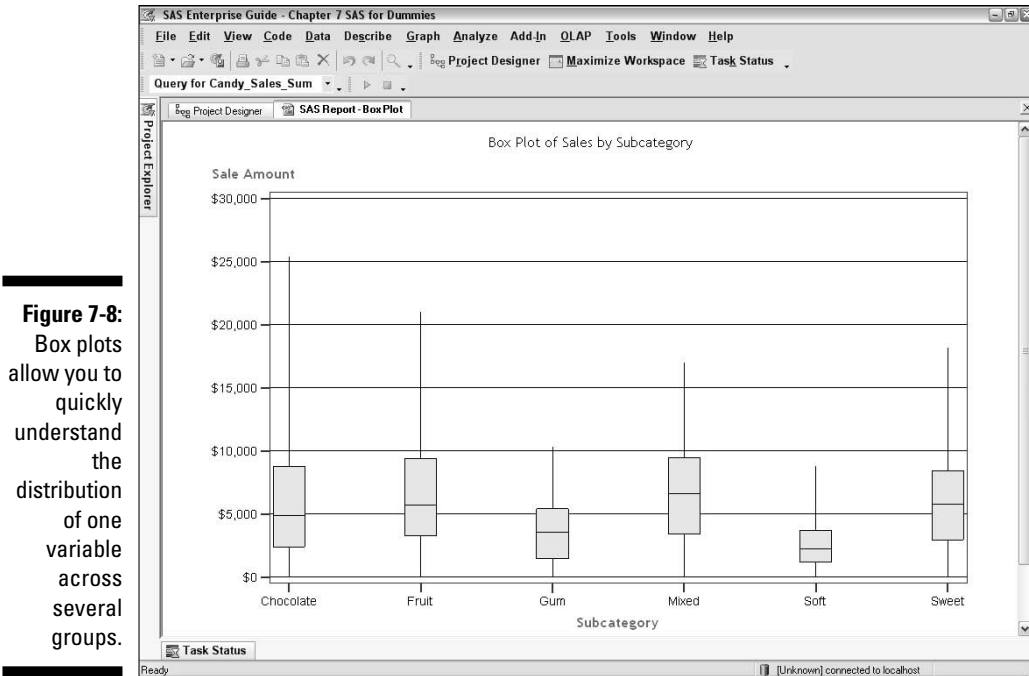 SAS Enterprise Guide - Chapter 7 SAS for Dummies
File Edit View Code Data Describe Graph Analyze Add-In OLAP Tools Window Help
Project Designer Maximize Workspace Task Status
Query for Candy_Sales_Sum
Project Explorer
Project Designer SAS Report - Box Plot
Box Plot of Sales by Subcategory
Sale Amount
$30,000
$25,000
$20,000
$15,000
$10,000
$5,000
$0
Chocolate Fruit Gum Mixed Soft Sweet
Subcategory
Task Status
Ready [Unknown] connected to localhost
Figure 7-8:
Box plots
allow you to
quickly
understand
the
distribution
of one
variable
across
several
groups.